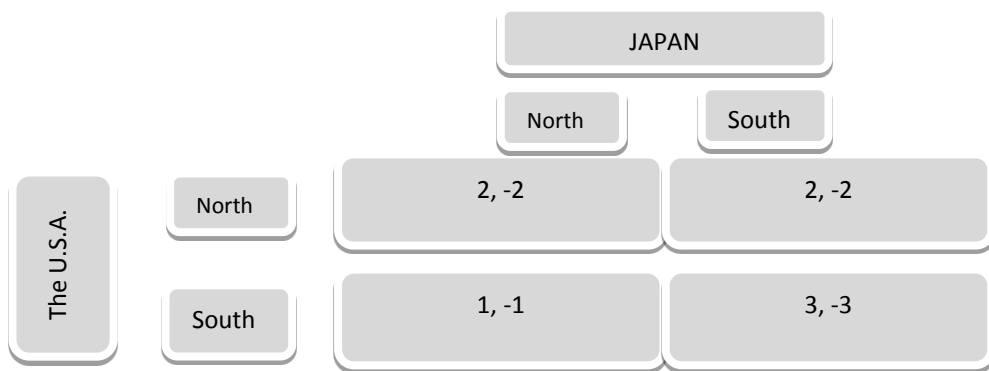 JAPAN
North South
The U.S.A.
North 2, -2 2, -2
South 1, -1 3, -3